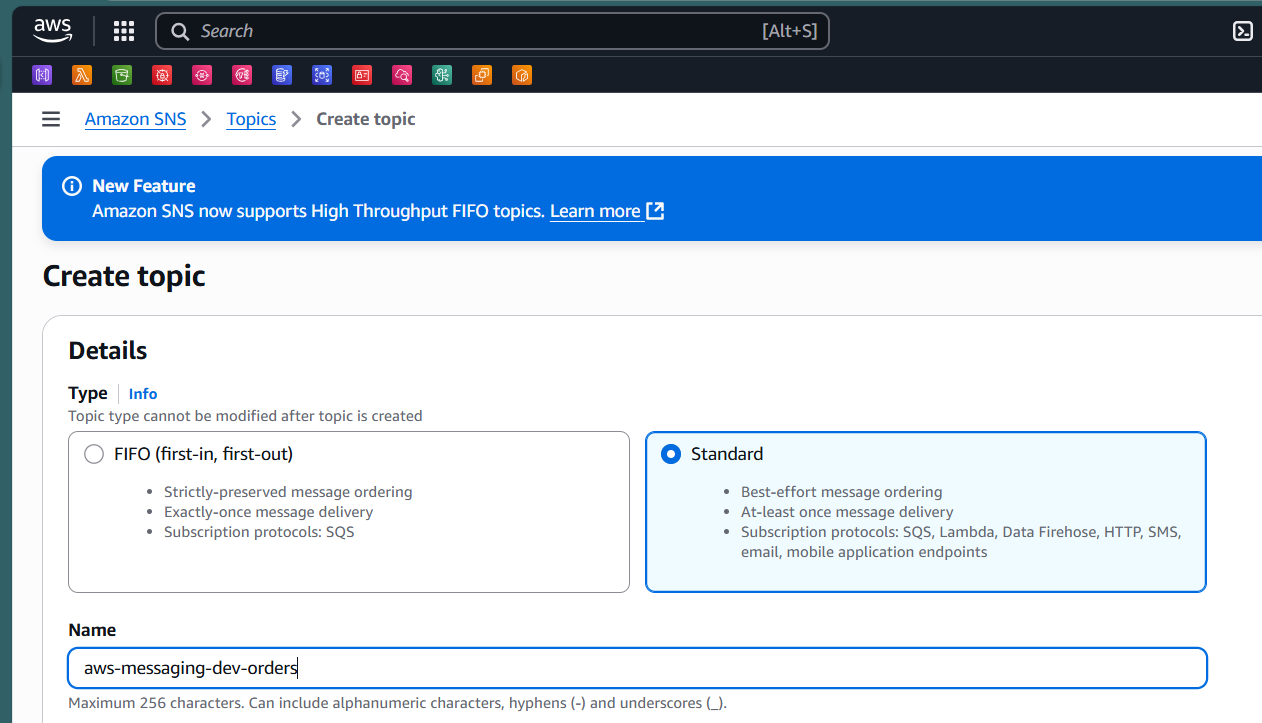 aws
Search [Alt+S]
Amazon SNS > Topics > Create topic
New Feature
Amazon SNS now supports High Throughput FIFO topics. Learn more
Create topic
Details
Type Info
Topic type cannot be modified after topic is created
FIFO (first-in, first-out)
• Strictly-preserved message ordering
• Exactly-once message delivery
• Subscription protocols: SQS
Standard
• Best-effort message ordering
• At-least once message delivery
• Subscription protocols: SQS, Lambda, Data Firehose, HTTP, SMS,
email, mobile application endpoints
Name
aws-messaging-dev-orders
Maximum 256 characters. Can include alphanumeric characters, hyphens (-) and underscores (_).